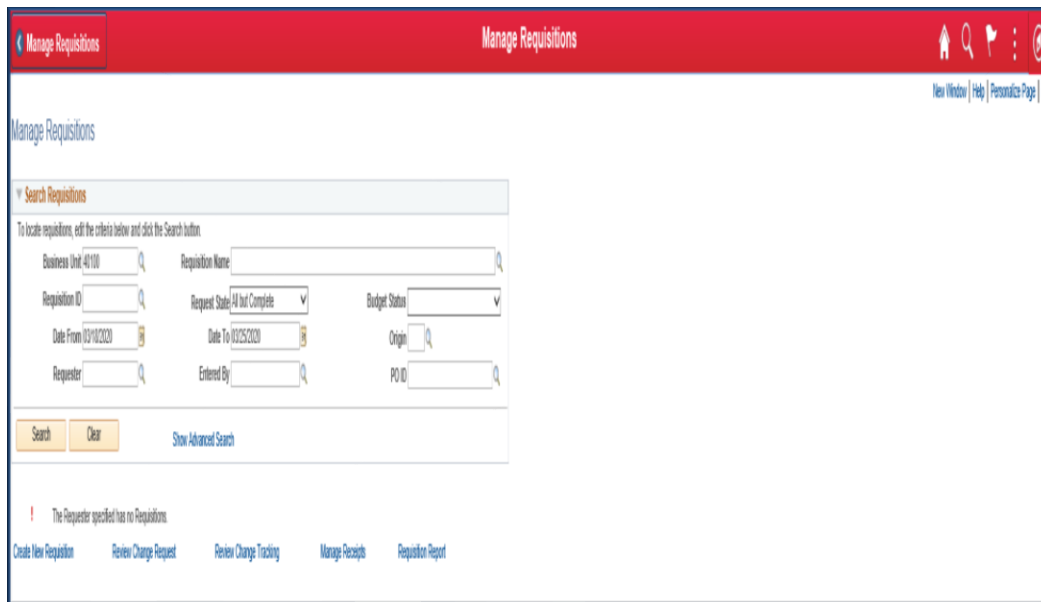 Manage Requisitions
Manage Requisitions
New Window | Help | Personalize Page |
Manage Requisitions
Search Requisitions
To locate requisitions, edit the criteria below and click the Search button.
Business Unit 40100 Requisition Name
Requisition ID Request State All but Complete Budget Status
Date From 03/18/2020 Date To 03/25/2020 Origin
Requester Entered By PO ID
Search Clear Show Advanced Search
! The Requester specified has no Requisitions.
Create New Requisition Review Change Request Review Change Tracking Manage Receipts Requisition Report